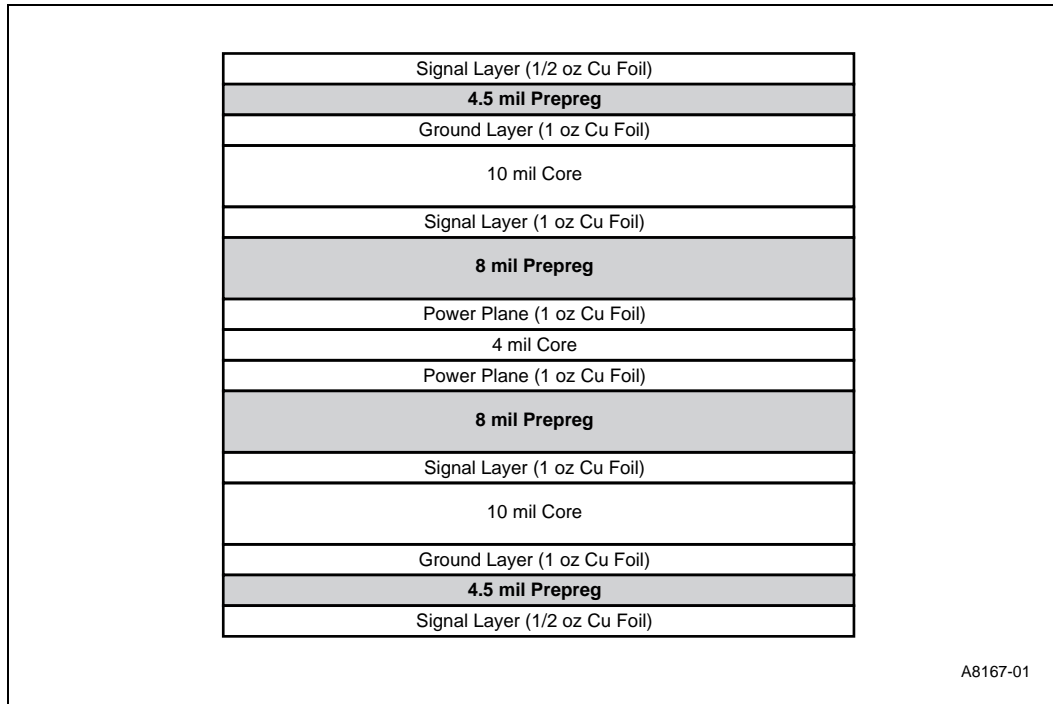 Signal Layer (1/2 oz Cu Foil)
4.5 mil Prepreg
Ground Layer (1 oz Cu Foil)
10 mil Core
Signal Layer (1 oz Cu Foil)
8 mil Prepreg
Power Plane (1 oz Cu Foil)
4 mil Core
Power Plane (1 oz Cu Foil)
8 mil Prepreg
Signal Layer (1 oz Cu Foil)
10 mil Core
Ground Layer (1 oz Cu Foil)
4.5 mil Prepreg
Signal Layer (1/2 oz Cu Foil)
A8167-01